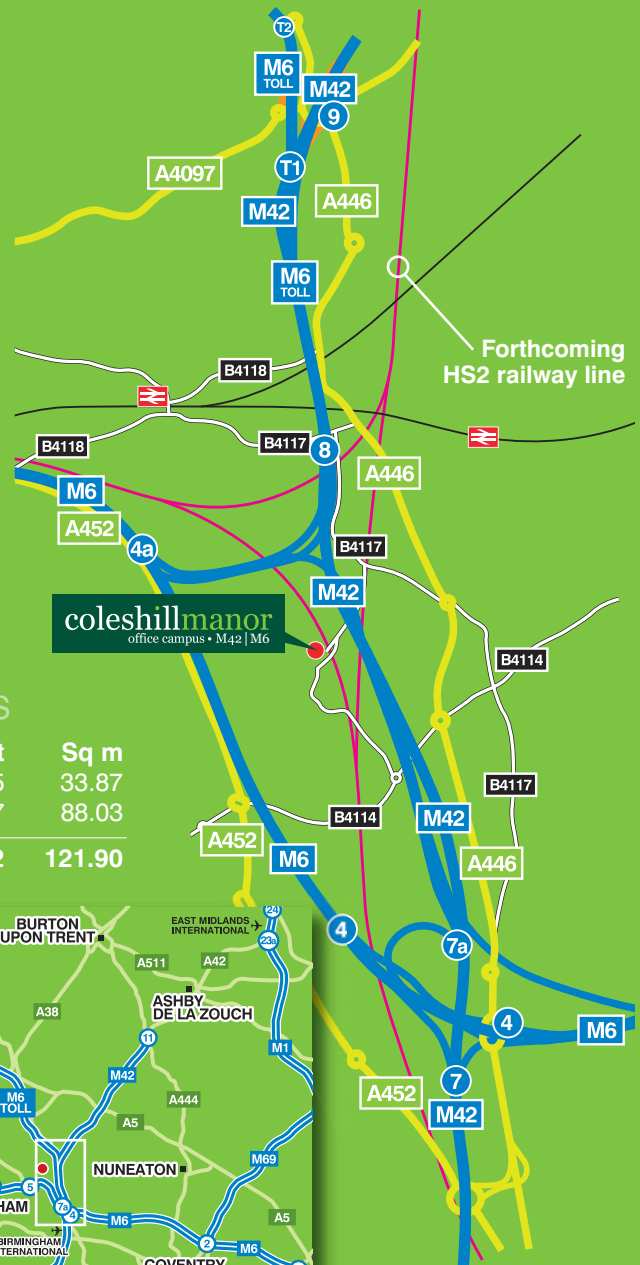 T2
M6
TOLL
M42
9
A4097
T1
A446
M42
M6
TOLL
Forthcoming
HS2 railway line
B4118
B4118
B4117
8
M6
A446
A452
4a
B4117
M42
coleshillmanor
office campus • M42 | M6
B4114
S
t
Sq m
5
33.87
7
88.03
2
121.90
B4117
B4114
M42
A452
M6
A446
4
7a
4
M6
7
A452
M42
BURTON
UPON TRENT
EAST MIDLANDS
INTERNATIONAL
24
23a
A511
A42
ASHBY
DE LA ZOUCH
A38
11
M1
M42
M6
TOLL
A444
A5
NUNEATON
M69
5
HAM
7a
4
M6
A5
BIRMINGHAM
INTERNATIONAL
2
M6
COVENTRY